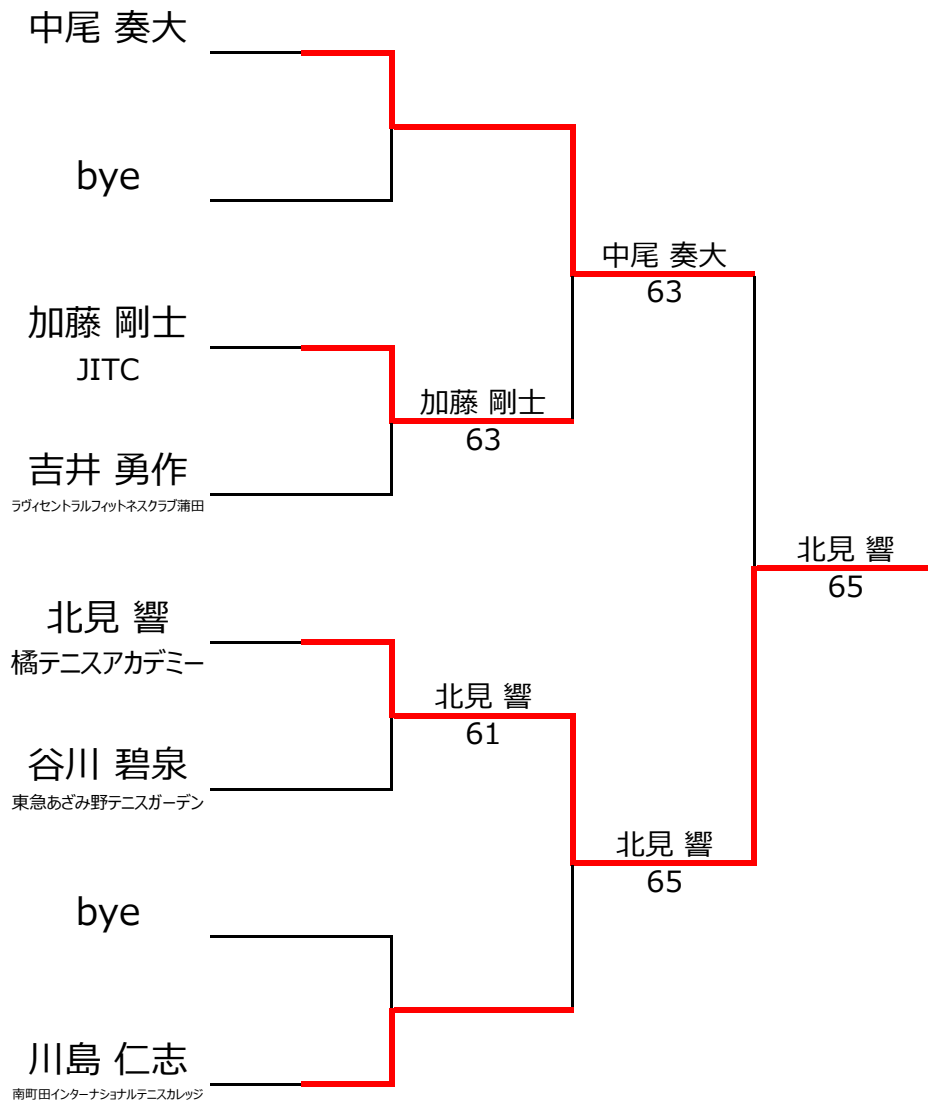 中尾 奏大
bye
加藤 剛士
JITC
吉井 勇作
ラヴィセントラルフィットネスクラブ蒲田
北見 響
橘テニスアカデミー
谷川 碧泉
東急あざみ野テニスガーデン
bye
川島 仁志
南町田インターナショナルテニスカレッジ
加藤 剛士
63
北見 響
61
中尾 奏大
63
北見 響
65
北見 響
65